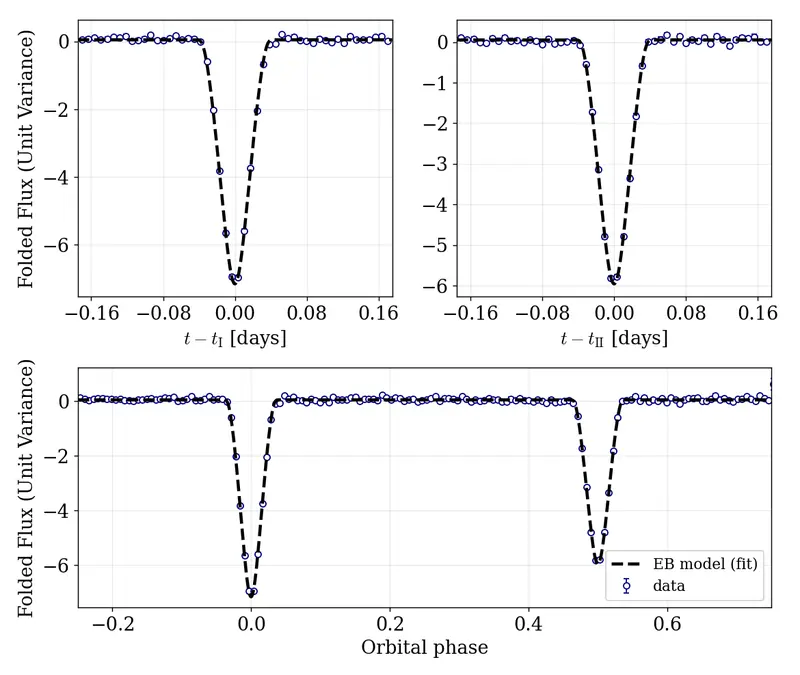 Folded Flux (Unit Variance)
0
−2
−4
−6
−0.16 −0.08 0.00 0.08 0.16
t − t_I [days]
0
−1
−2
−3
−4
−5
−6
−0.16 −0.08 0.00 0.08 0.16
t − t_II [days]
Folded Flux (Unit Variance)
0
−2
−4
−6
EB model (fit)
data
−0.2 0.0 0.2 0.4 0.6
Orbital phase